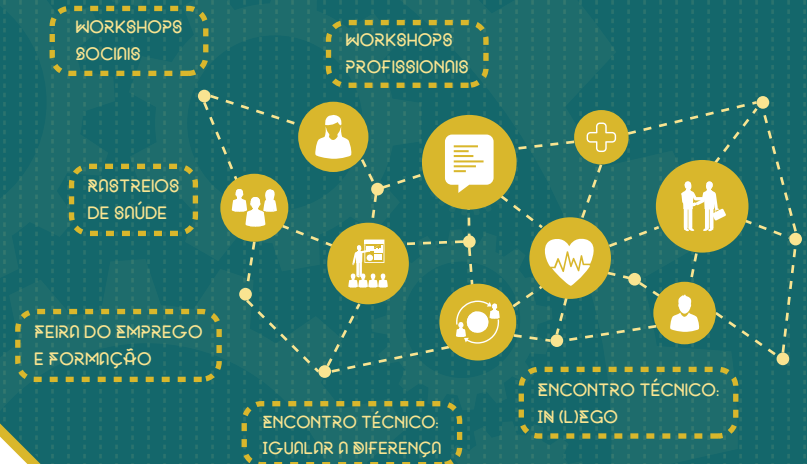 WORKSHOPS
SOCIAIS
WORKSHOPS
PROFISSIONAIS
RASTREIOS
DE SAÚDE
FEIRA DO EMPREGO
E FORMAÇÃO
ENCONTRO TÉCNICO:
IN (L)EGO
ENCONTRO TÉCNICO:
IGUALAR A DIFERENÇA